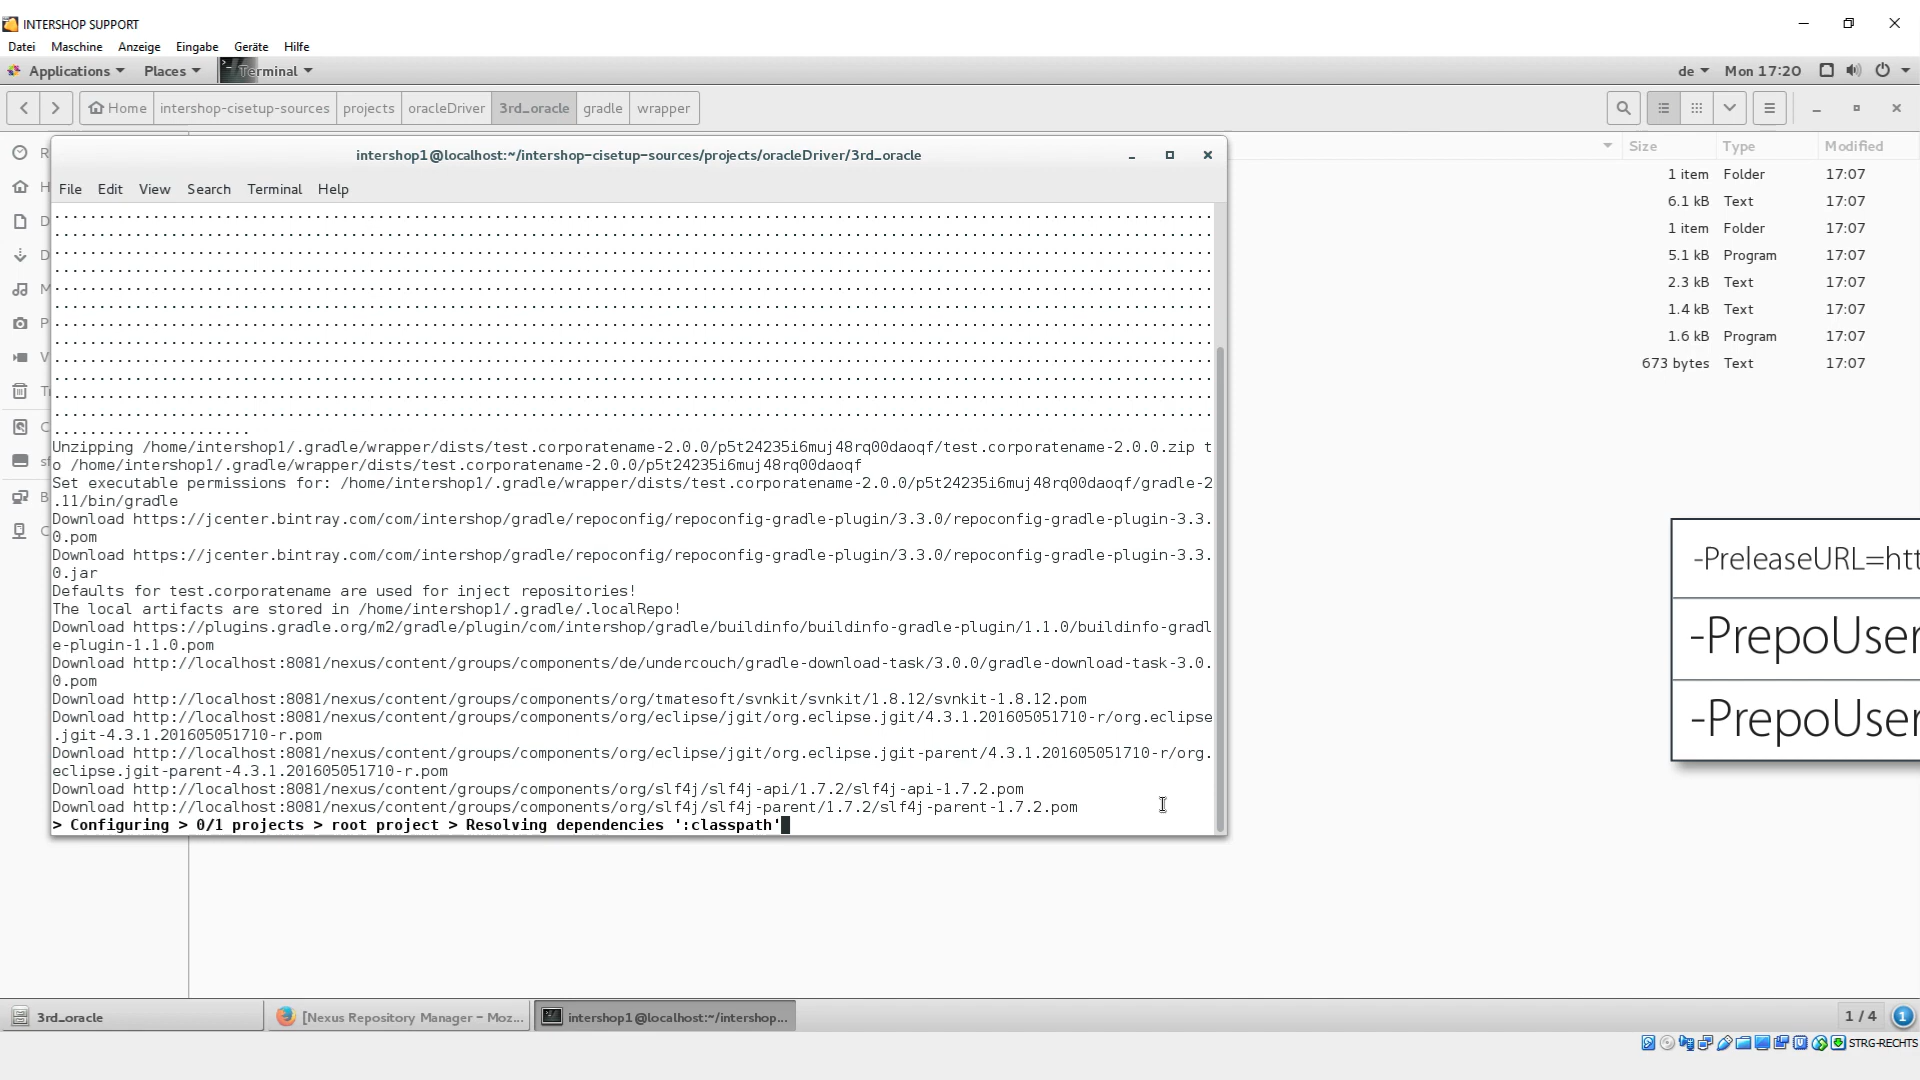 INTERSHOP SUPPORT
Datei Maschine Anzeige Eingabe Geräte Hilfe
Applications Places Terminal de Mon 17:20
Home intershop-cisetup-sources projects oracleDriver 3rd_oracle gradle wrapper
Size Type Modified
intershop1@localhost:~/intershop-cisetup-sources/projects/oracleDriver/3rd_oracle
File Edit View Search Terminal Help
1 item Folder 17:07
6.1 kB Text 17:07
1 item Folder 17:07
5.1 kB Program 17:07
2.3 kB Text 17:07
1.4 kB Text 17:07
1.6 kB Program 17:07
673 bytes Text 17:07
Unzipping /home/intershop1/.gradle/wrapper/dists/test.corporatename-2.0.0/p5t24235i6muj48rq00daoqf/test.corporatename-2.0.0.zip t
o /home/intershop1/.gradle/wrapper/dists/test.corporatename-2.0.0/p5t24235i6muj48rq00daoqf
Set executable permissions for: /home/intershop1/.gradle/wrapper/dists/test.corporatename-2.0.0/p5t24235i6muj48rq00daoqf/gradle-2
.11/bin/gradle
Download https://jcenter.bintray.com/com/intershop/gradle/repoconfig/repoconfig-gradle-plugin/3.3.0/repoconfig-gradle-plugin-3.3.
0.pom
Download https://jcenter.bintray.com/com/intershop/gradle/repoconfig/repoconfig-gradle-plugin/3.3.0/repoconfig-gradle-plugin-3.3.
0.jar
Defaults for test.corporatename are used for inject repositories!
The local artifacts are stored in /home/intershop1/.gradle/.localRepo!
Download https://plugins.gradle.org/m2/gradle/plugin/com/intershop/gradle/buildinfo/buildinfo-gradle-plugin/1.1.0/buildinfo-gradl
e-plugin-1.1.0.pom
Download http://localhost:8081/nexus/content/groups/components/de/undercouch/gradle-download-task/3.0.0/gradle-download-task-3.0.
0.pom
Download http://localhost:8081/nexus/content/groups/components/org/tmatesoft/svnkit/svnkit/1.8.12/svnkit-1.8.12.pom
Download http://localhost:8081/nexus/content/groups/components/org/eclipse/jgit/org.eclipse.jgit/4.3.1.201605051710-r/org.eclipse
.jgit-4.3.1.201605051710-r.pom
Download http://localhost:8081/nexus/content/groups/components/org/eclipse/jgit/org.eclipse.jgit-parent/4.3.1.201605051710-r/org.
eclipse.jgit-parent-4.3.1.201605051710-r.pom
Download http://localhost:8081/nexus/content/groups/components/org/slf4j/slf4j-api/1.7.2/slf4j-api-1.7.2.pom
Download http://localhost:8081/nexus/content/groups/components/org/slf4j/slf4j-parent/1.7.2/slf4j-parent-1.7.2.pom
> Configuring > 0/1 projects > root project > Resolving dependencies ':classpath'
-PreleaseURL=htt
-PrepoUser
-PrepoUser
3rd_oracle [Nexus Repository Manager - Moz... intershop1@localhost:~/intershop... 1 / 4 1
STRG-RECHTS